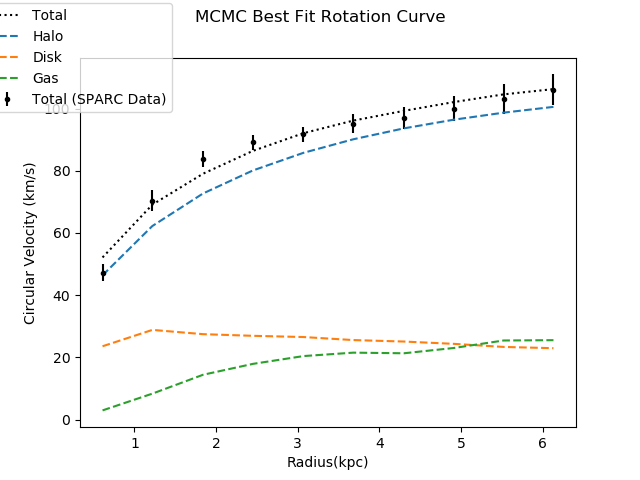 MCMC Best Fit Rotation Curve
Total
Halo
Disk
Gas
Total (SPARC Data)
100
80
60
40
20
0
Circular Velocity (km/s)
1 2 3 4 5 6
Radius(kpc)